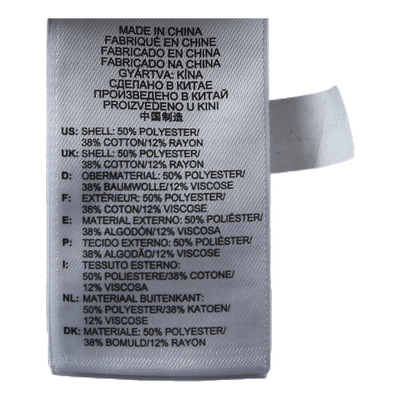 MADE IN CHINA
FABRIQUÉ EN CHINE
FABRICADO EN CHINA
FABRICADO NA CHINA
GYÁRTVA: KÍNA
СДЕЛАНО В КИТАЕ
ПРОИЗВЕДЕНО В КИТАЙ
PROIZVEDENO U KINI
中国制造
US: SHELL: 50% POLYESTER/
38% COTTON/12% RAYON
UK: SHELL: 50% POLYESTER/
38% COTTON/12% RAYON
D: OBERMATERIAL: 50% POLYESTER/
38% BAUMWOLLE/12% VISCOSE
F: EXTÉRIEUR: 50% POLYESTER/
38% COTON/12% VISCOSE
E: MATERIAL EXTERNO: 50% POLIÉSTER/
38% ALGODÓN/12% VISCOSA
P: TECIDO EXTERNO: 50% POLIÉSTER/
38% ALGODÃO/12% VISCOSE
I: TESSUTO ESTERNO:
50% POLIESTERE/38% COTONE/
12% VISCOSA
NL: MATERIAAL BUITENKANT:
50% POLYESTER/38% KATOEN/
12% VISCOSE
DK: MATERIALE: 50% POLYESTER/
38% BOMULD/12% RAYON